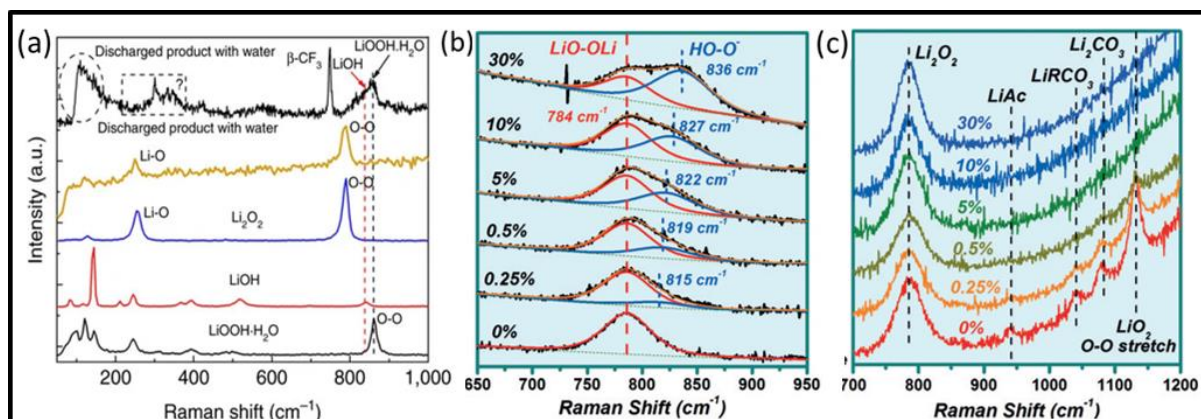 (a)
Discharged product with water
β-CF₃
LiOOH.H₂O
LiOH
?
Discharged product with water
O-O
Li-O
O-O
Li-O
Li₂O₂
LiOH
LiOOH·H₂O
O-O
Intensity (a.u.)
200 400 600 800 1,000
Raman shift (cm⁻¹)
(b)
LiO-OLi
HO-O⁻
30%
836 cm⁻¹
784 cm⁻¹
10%
827 cm⁻¹
5%
822 cm⁻¹
0.5%
819 cm⁻¹
0.25%
815 cm⁻¹
0%
650 700 750 800 850 900 950
Raman Shift (cm⁻¹)
(c)
Li₂O₂
Li₂CO₃
LiRCO₃
LiAc
30%
10%
5%
0.5%
0.25%
0%
LiO₂
O-O stretch
700 800 900 1000 1100 1200
Raman Shift (cm⁻¹)